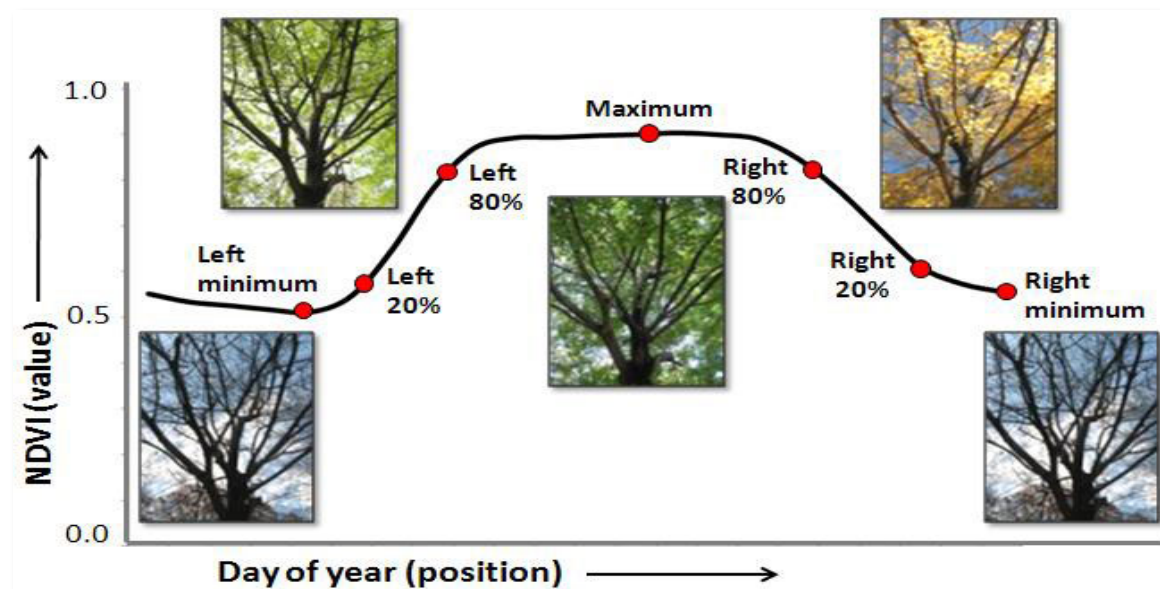 1.0
Maximum
Left
80%
Right
80%
Left
minimum
Left
20%
Right
20%
Right
minimum
0.5
0.0
NDVI (value)
Day of year (position)